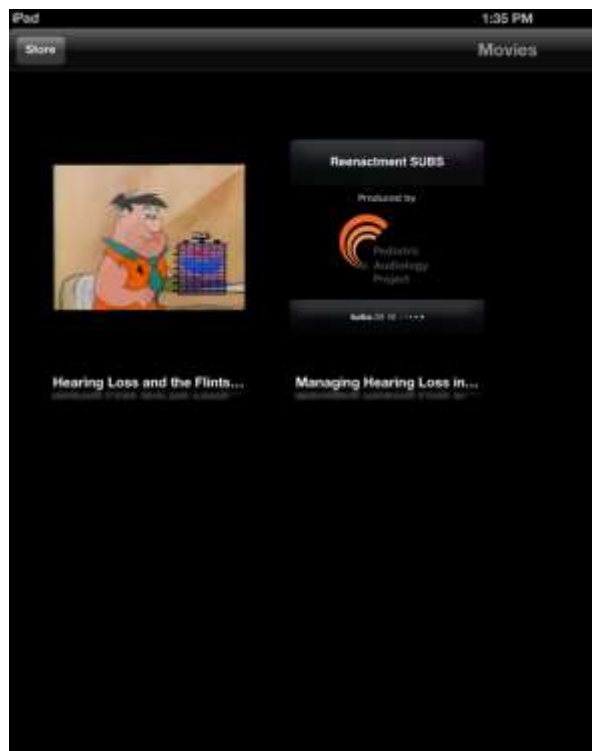 iPad 1:35 PM
Store Movies
Reenactment SUBS
Produced by
Pediatric
Audiology
Project
Hearing Loss and the Flints...
Managing Hearing Loss in...